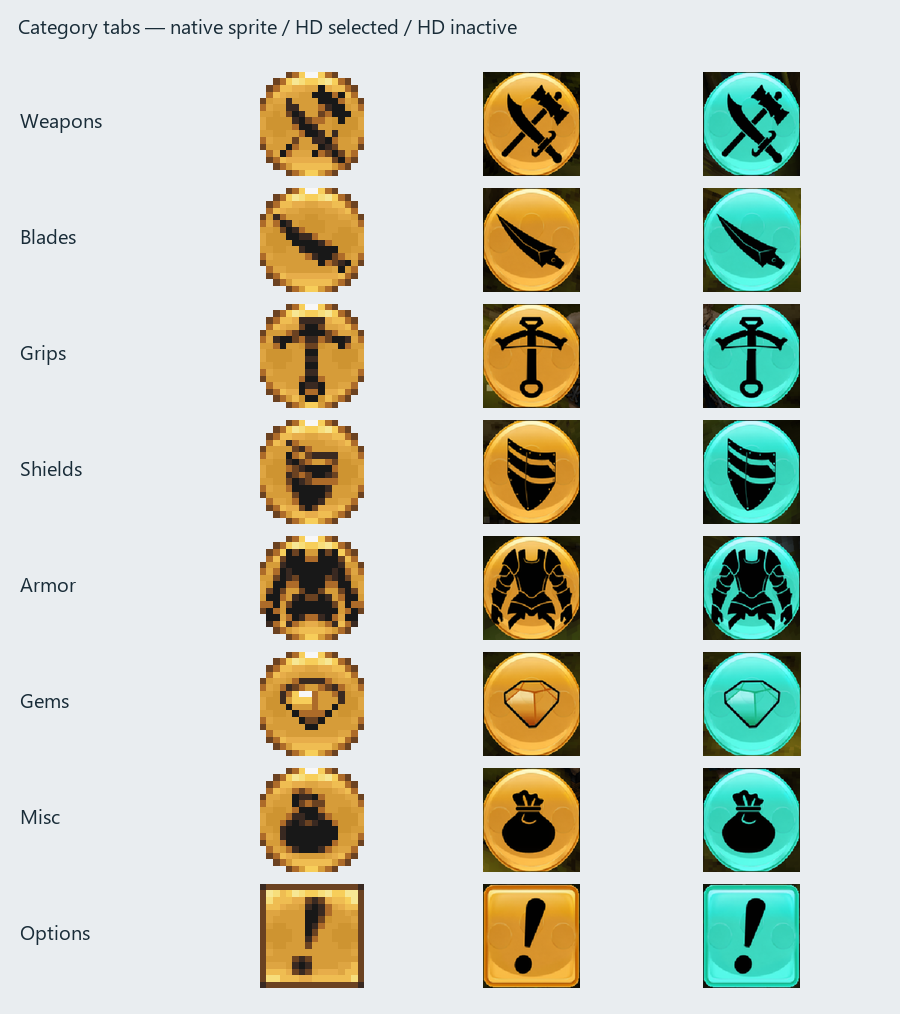 Category tabs — native sprite / HD selected / HD inactive
Weapons
Blades
Grips
Shields
Armor
Gems
Misc
Options